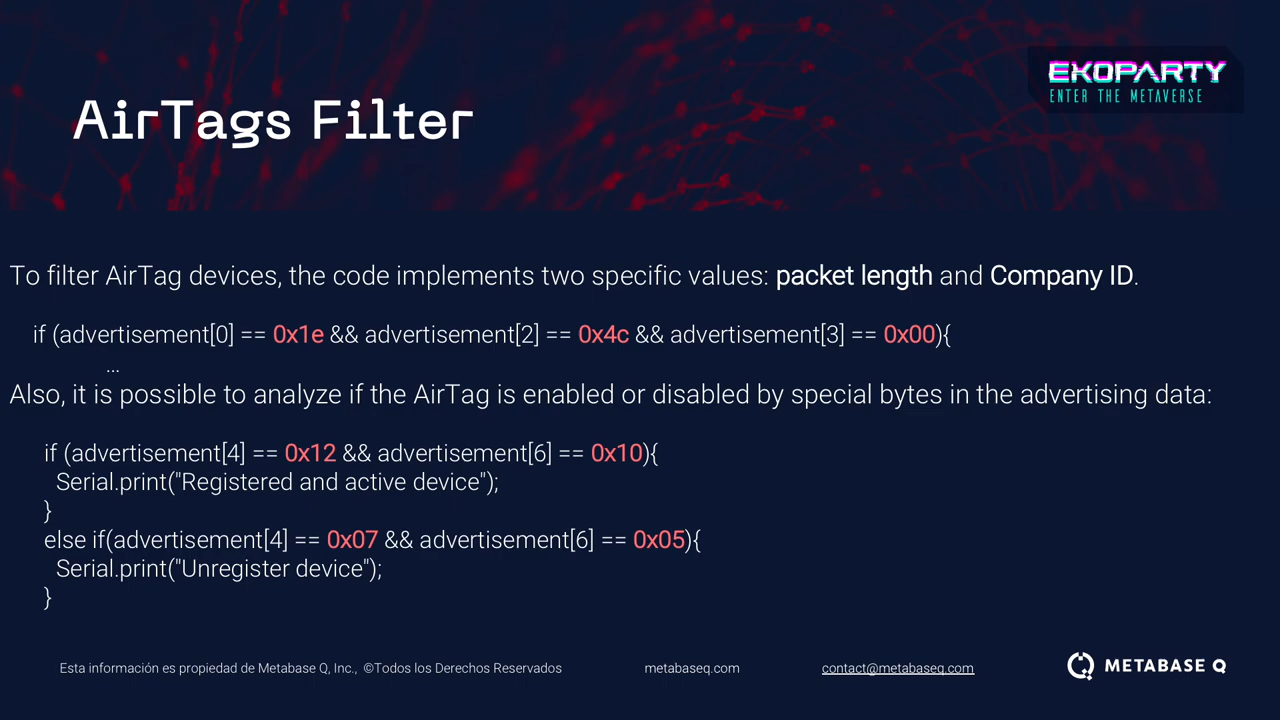 EKOPARTY
ENTER THE METAVERSE
AirTags Filter
To filter AirTag devices, the code implements two specific values: packet length and Company ID.
if (advertisement[0] == 0x1e && advertisement[2] == 0x4c && advertisement[3] == 0x00){
...
Also, it is possible to analyze if the AirTag is enabled or disabled by special bytes in the advertising data:
if (advertisement[4] == 0x12 && advertisement[6] == 0x10){
Serial.print("Registered and active device");
}
else if(advertisement[4] == 0x07 && advertisement[6] == 0x05){
Serial.print("Unregister device");
}
Esta información es propiedad de Metabase Q, Inc., ©Todos los Derechos Reservados
metabaseq.com
contact@metabaseq.com
METABASE Q